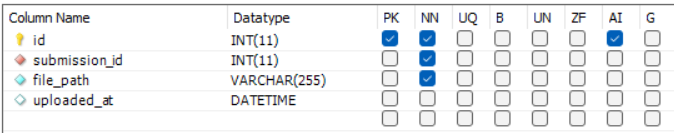 Column Name Datatype PK NN UQ B UN ZF AI G
id INT(11)
submission_id INT(11)
file_path VARCHAR(255)
uploaded_at DATETIME